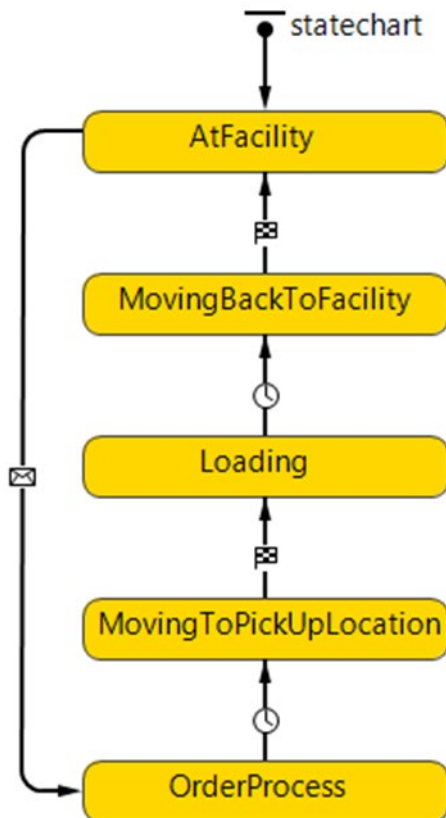 statechart
AtFacility
MovingBackToFacility
Loading
MovingToPickUpLocation
OrderProcess